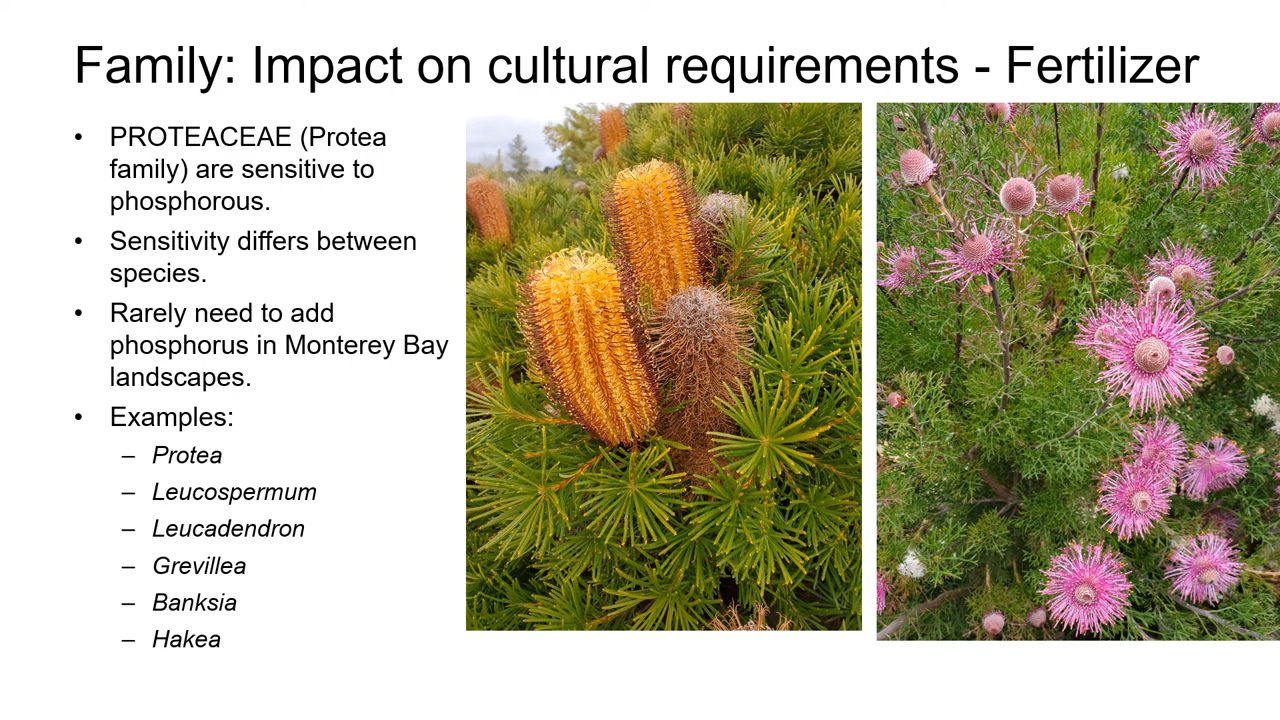 Family: Impact on cultural requirements - Fertilizer
• PROTEACEAE (Protea
family) are sensitive to
phosphorous.
• Sensitivity differs between
species.
• Rarely need to add
phosphorus in Monterey Bay
landscapes.
• Examples:
– Protea
– Leucospermum
– Leucadendron
– Grevillea
– Banksia
– Hakea